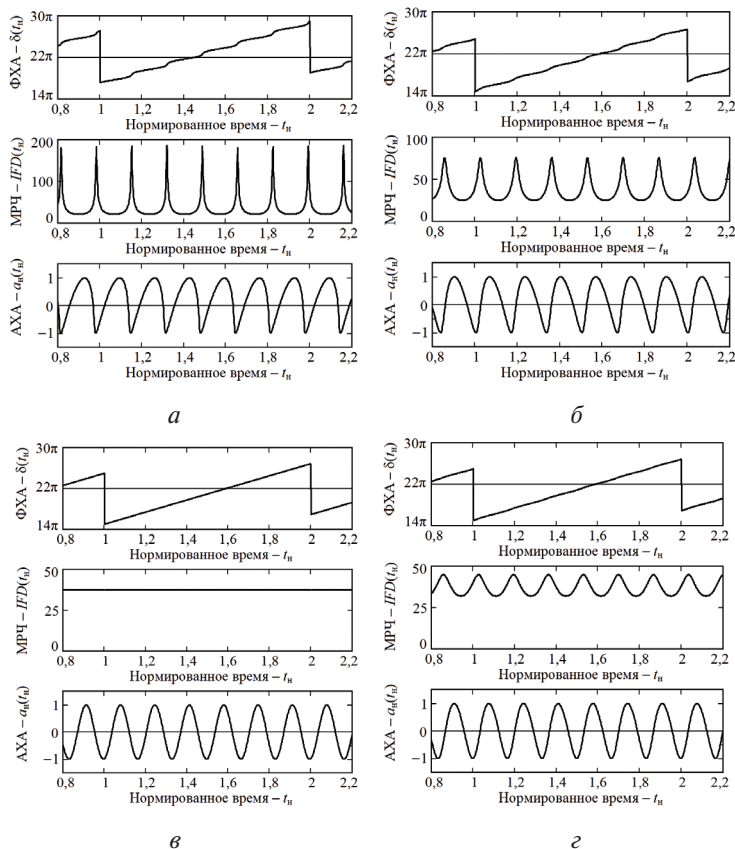 ФХА – δ(tн)
30π
22π
14π
0,8 1 1,2 1,4 1,6 1,8 2 2,2
Нормированное время – tн
МРЧ – IFD(tн)
200
100
0
0,8 1 1,2 1,4 1,6 1,8 2 2,2
Нормированное время – tн
АХА – aн(tн)
1
0
−1
0,8 1 1,2 1,4 1,6 1,8 2 2,2
Нормированное время – tн
а
ФХА – δ(tн)
30π
22π
14π
0,8 1 1,2 1,4 1,6 1,8 2 2,2
Нормированное время – tн
МРЧ – IFD(tн)
100
50
0
0,8 1 1,2 1,4 1,6 1,8 2 2,2
Нормированное время – tн
АХА – aн(tн)
1
0
−1
0,8 1 1,2 1,4 1,6 1,8 2 2,2
Нормированное время – tн
б
ФХА – δ(tн)
30π
22π
14π
0,8 1 1,2 1,4 1,6 1,8 2 2,2
Нормированное время – tн
МРЧ – IFD(tн)
50
25
0
0,8 1 1,2 1,4 1,6 1,8 2 2,2
Нормированное время – tн
АХА – aн(tн)
1
0
−1
0,8 1 1,2 1,4 1,6 1,8 2 2,2
Нормированное время – tн
в
ФХА – δ(tн)
30π
22π
14π
0,8 1 1,2 1,4 1,6 1,8 2 2,2
Нормированное время – tн
МРЧ – IFD(tн)
50
25
0
0,8 1 1,2 1,4 1,6 1,8 2 2,2
Нормированное время – tн
АХА – aн(tн)
1
0
−1
0,8 1 1,2 1,4 1,6 1,8 2 2,2
Нормированное время – tн
г